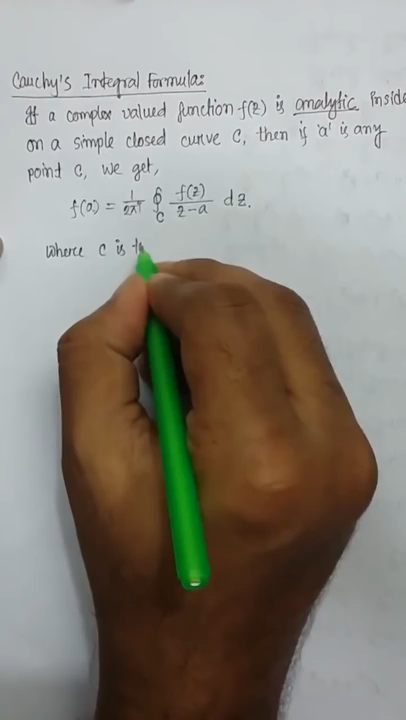 Cauchy's Integral Formula:
If a complex valued function f(z) is analytic inside
on a simple closed curve C, then if 'a' is any
point C, we get,
f(a) = 1/2πi ∮_C f(z)/z-a dz.
where C is